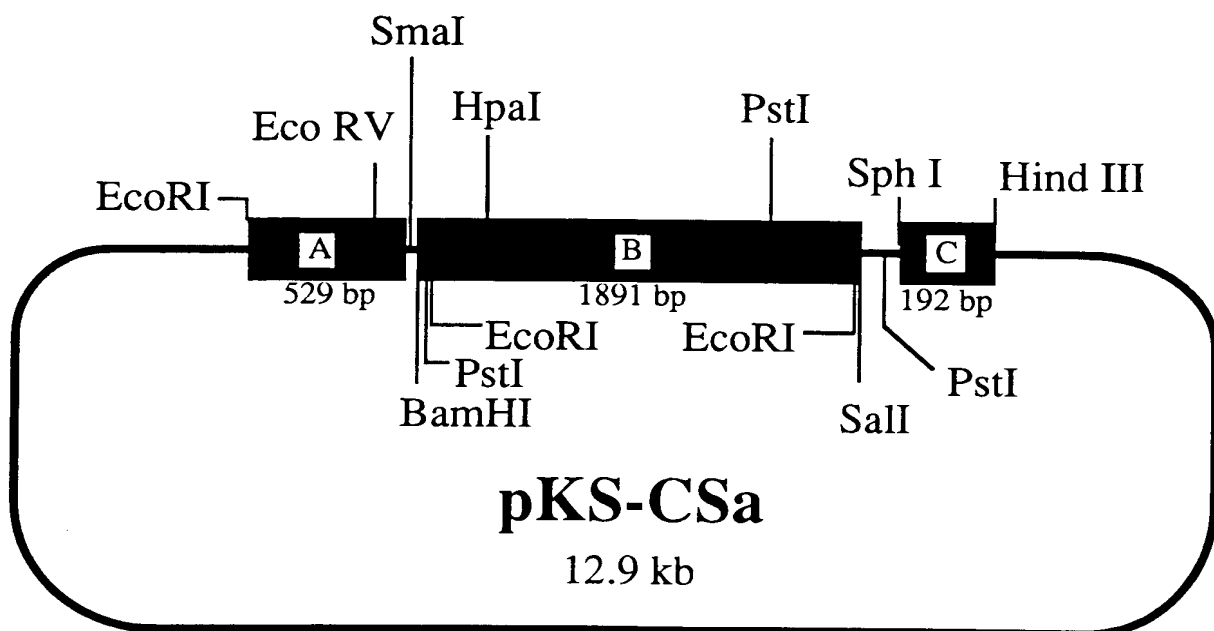 SmaI
HpaI
PstI
Eco RV
Sph I
Hind III
EcoRI
A
B
C
529 bp
1891 bp
192 bp
EcoRI
EcoRI
PstI
PstI
BamHI
SalI
pKS-CSa
12.9 kb